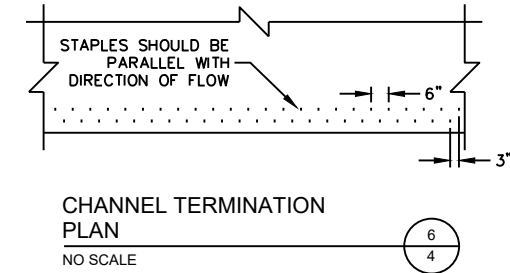 STAPLES SHOULD BE
PARALLEL WITH
DIRECTION OF FLOW
6"
3"
CHANNEL TERMINATION
PLAN
NO SCALE
6
4